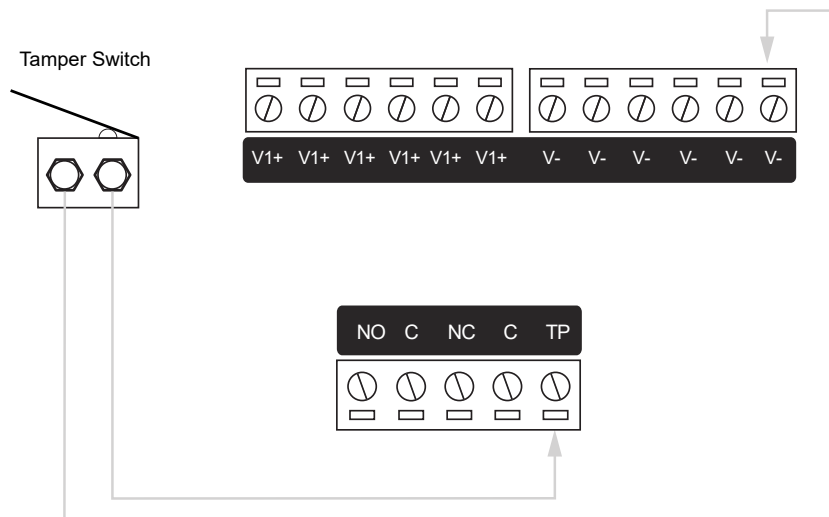 Tamper Switch
V1+ V1+ V1+ V1+ V1+ V1+ V- V- V- V- V- V-
NO C NC C TP